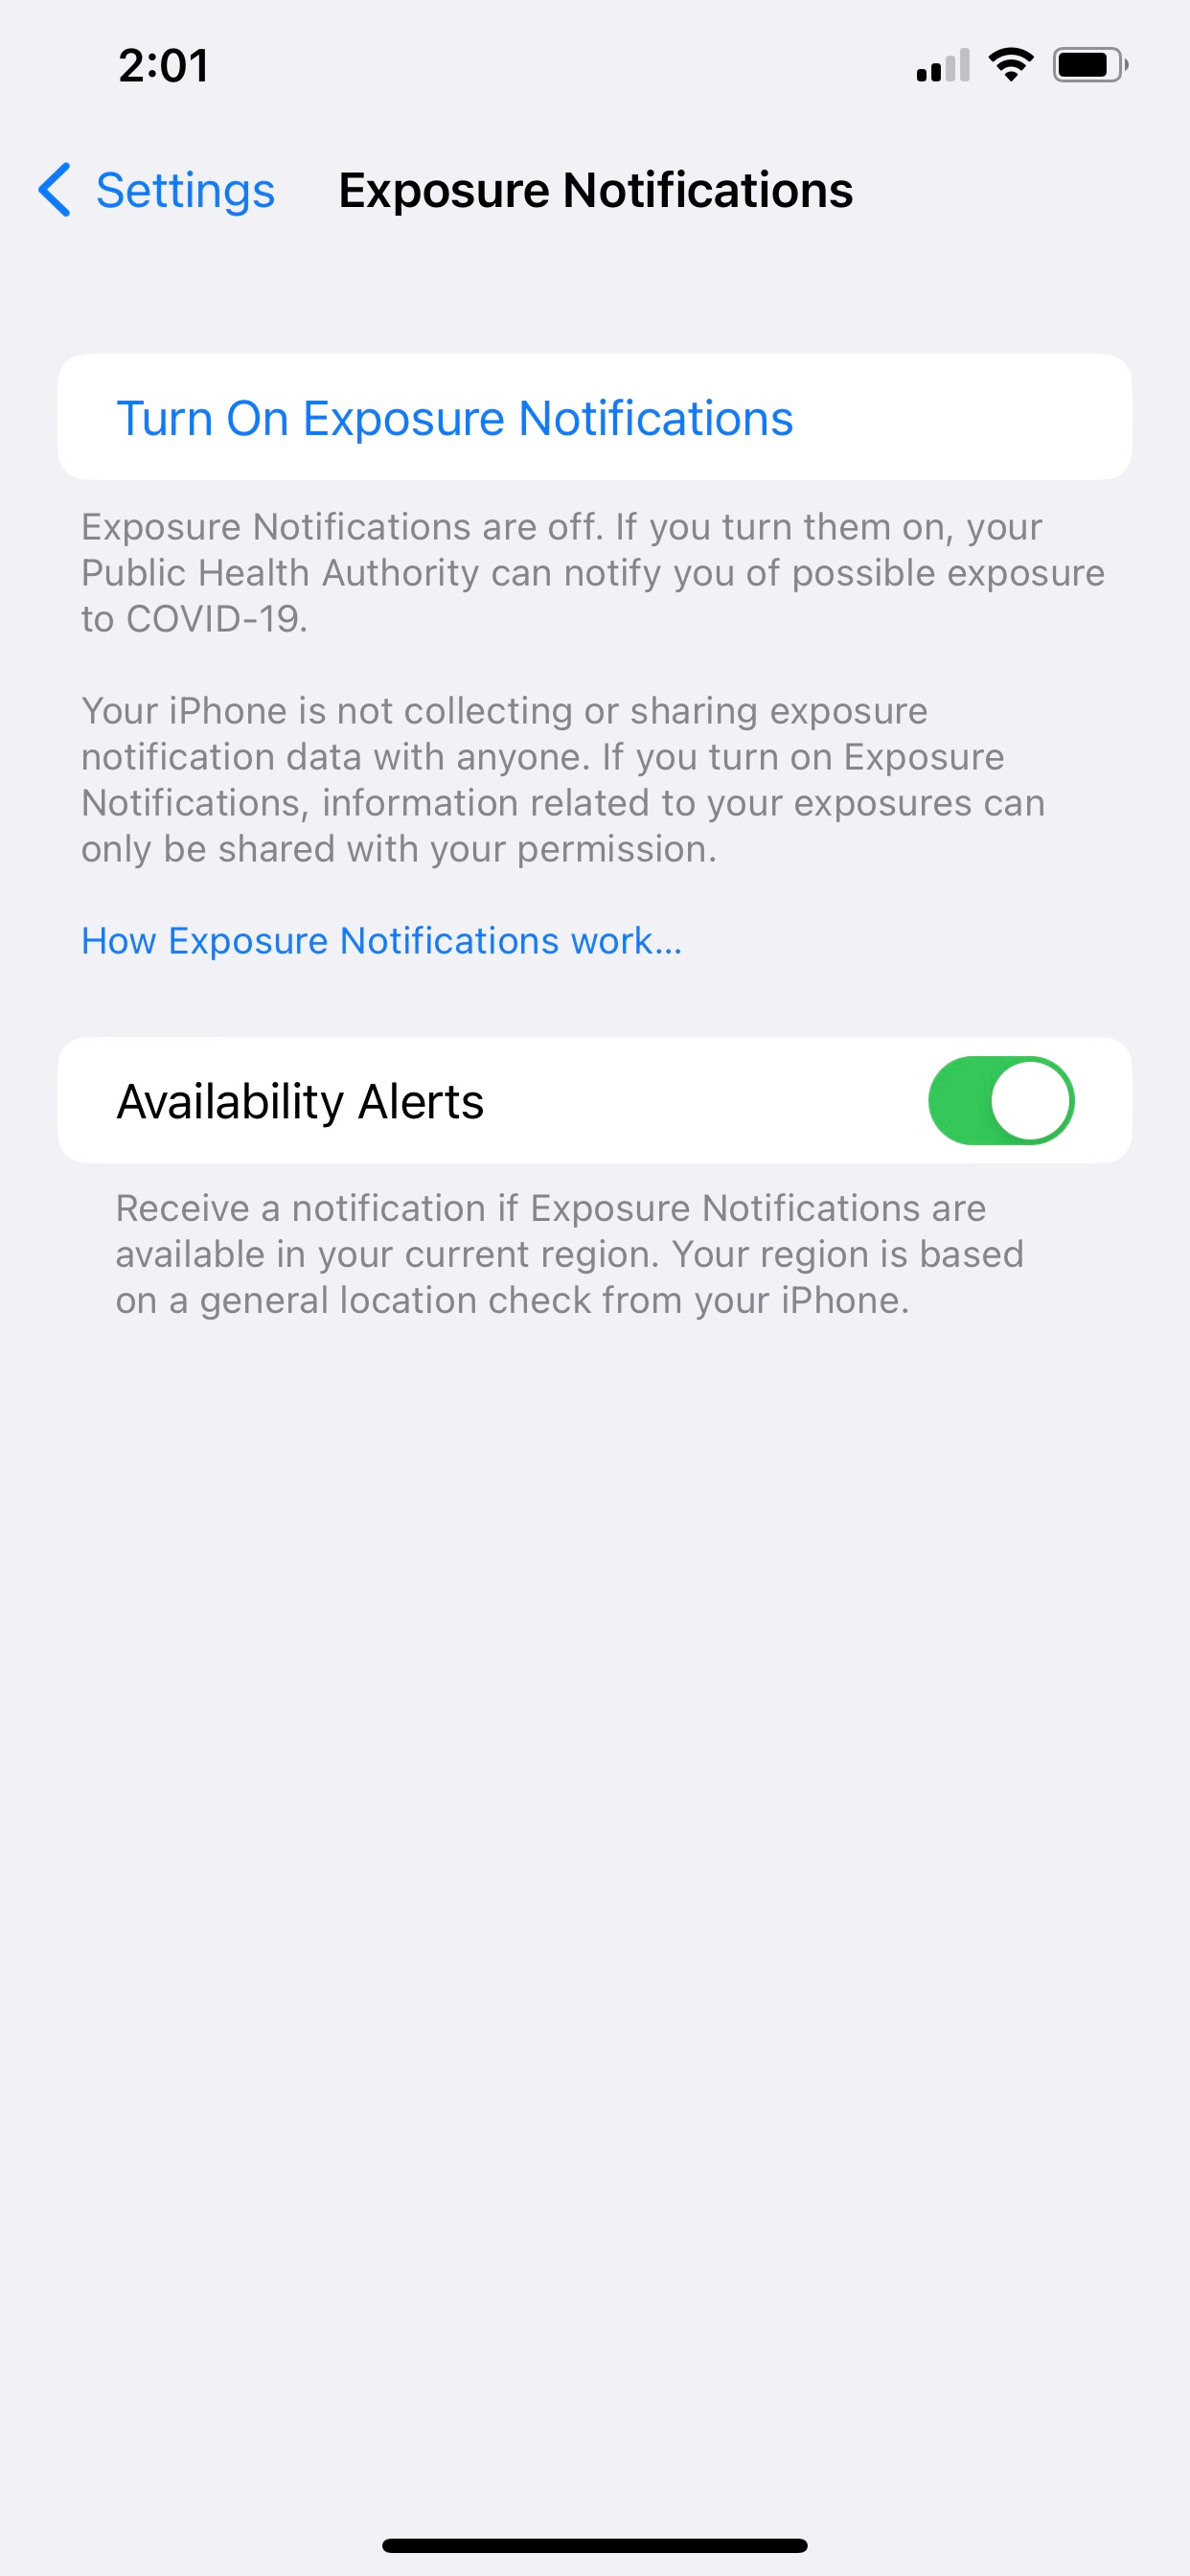 2:01
Settings
Exposure Notifications
Turn On Exposure Notifications
Exposure Notifications are off. If you turn them on, your
Public Health Authority can notify you of possible exposure
to COVID-19.
Your iPhone is not collecting or sharing exposure
notification data with anyone. If you turn on Exposure
Notifications, information related to your exposures can
only be shared with your permission.
How Exposure Notifications work...
Availability Alerts
Receive a notification if Exposure Notifications are
available in your current region. Your region is based
on a general location check from your iPhone.